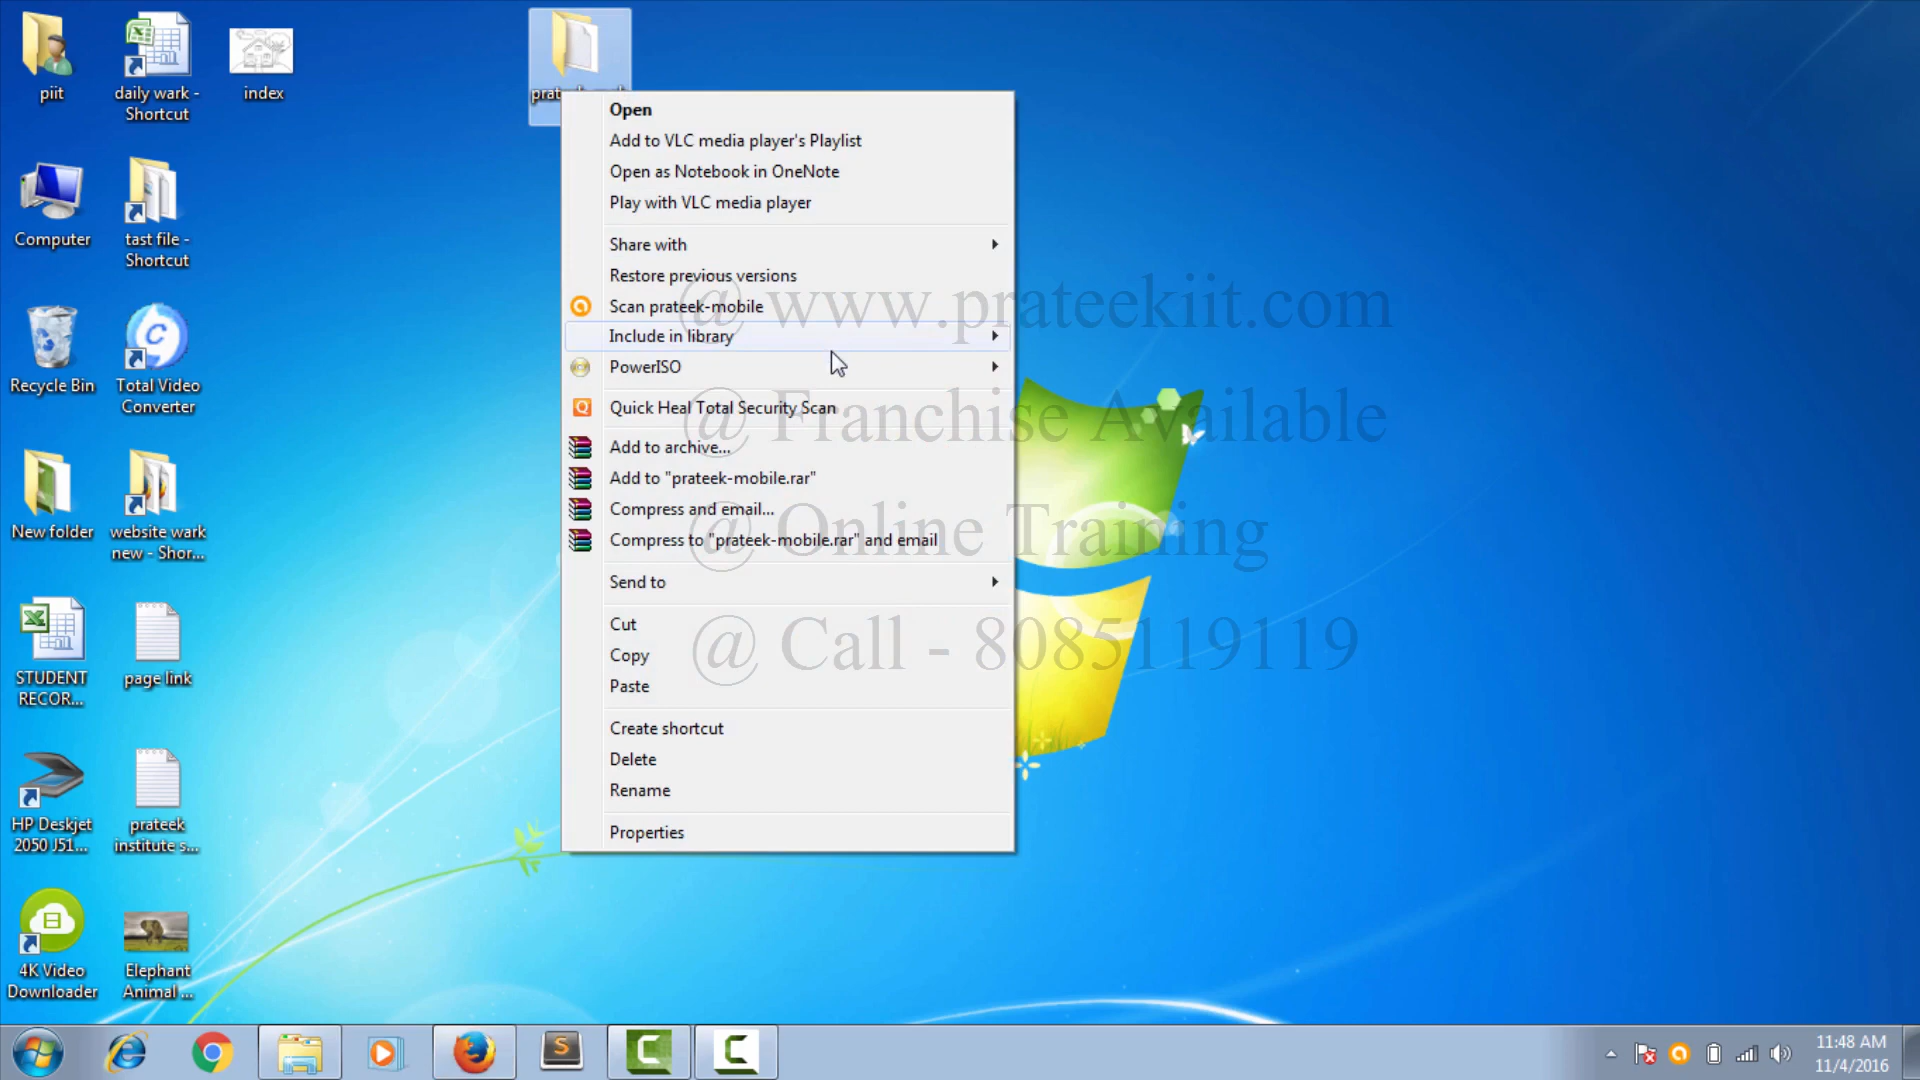 piit
daily wark -
Shortcut
index
Computer
tast file -
Shortcut
Recycle Bin
Total Video
Converter
New folder
website wark
new - Shor...
STUDENT
RECOR...
page link
HP Deskjet
2050 J51...
prateek
institute s...
4K Video
Downloader
Elephant
Animal ...
Open
Add to VLC media player's Playlist
Open as Notebook in OneNote
Play with VLC media player
Share with
Restore previous versions
Scan prateek-mobile
Include in library
PowerISO
Quick Heal Total Security Scan
Add to archive...
Add to "prateek-mobile.rar"
Compress and email...
Compress to "prateek-mobile.rar" and email
Send to
Cut
Copy
Paste
Create shortcut
Delete
Rename
Properties
@ www.prateekiit.com
@ Franchise Available
@ Online Training
@ Call - 8085119119
11:48 AM
11/4/2016